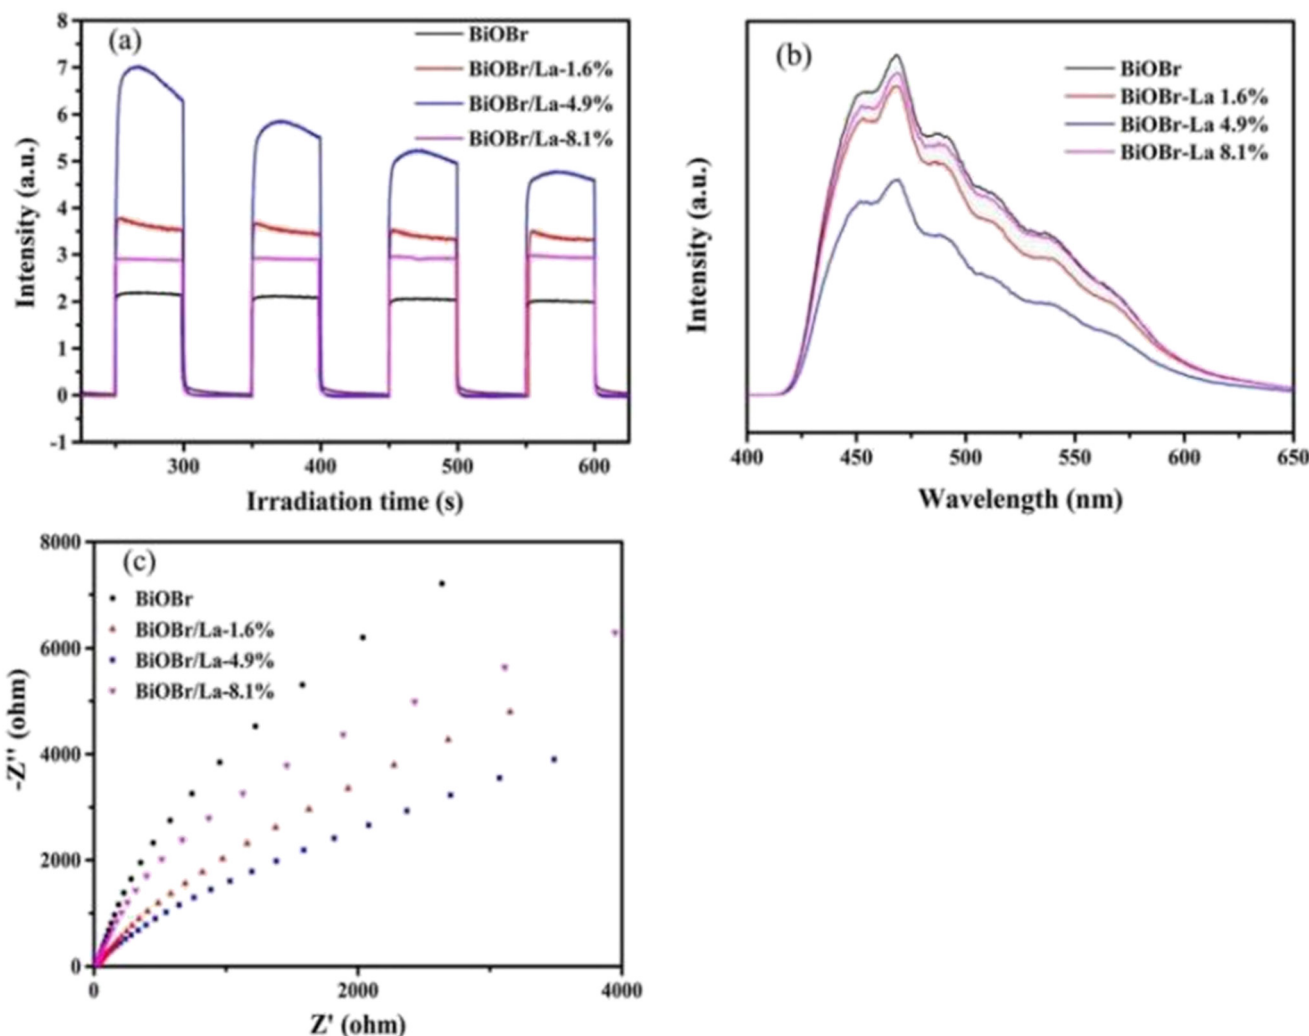 (a)
BiOBr
BiOBr/La-1.6%
BiOBr/La-4.9%
BiOBr/La-8.1%
8
7
6
5
4
3
2
1
0
-1
Intensity (a.u.)
300 400 500 600
Irradiation time (s)
(b)
BiOBr
BiOBr-La 1.6%
BiOBr-La 4.9%
BiOBr-La 8.1%
Intensity (a.u.)
400 450 500 550 600 650
Wavelength (nm)
(c)
BiOBr
BiOBr/La-1.6%
BiOBr/La-4.9%
BiOBr/La-8.1%
8000
6000
4000
2000
0
-Z'' (ohm)
0 2000 4000
Z' (ohm)